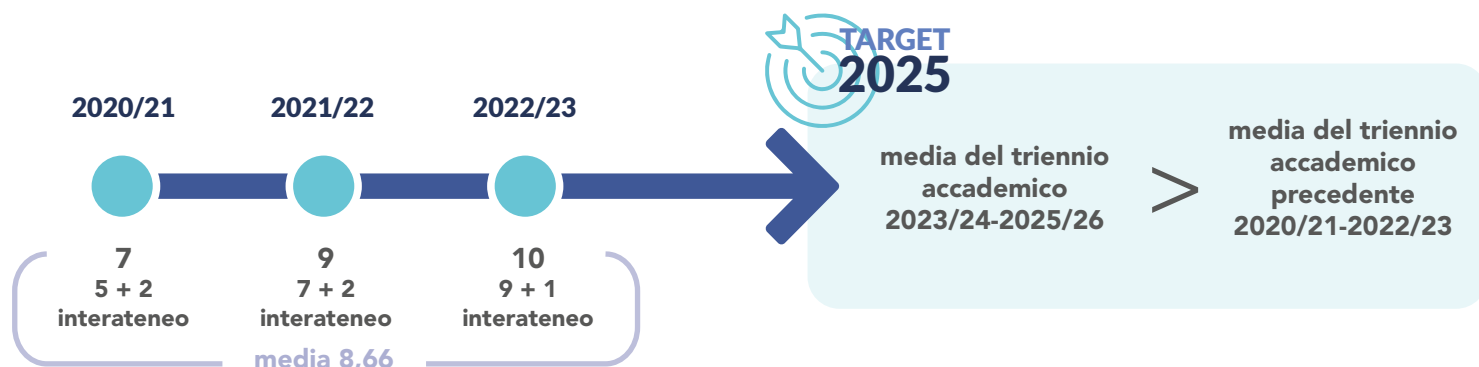 TARGET
2025
2020/21
2021/22
2022/23
7
5 + 2
interateneo
9
7 + 2
interateneo
10
9 + 1
interateneo
media 8,66
media del triennio
accademico
2023/24-2025/26
>
media del triennio
accademico
precedente
2020/21-2022/23